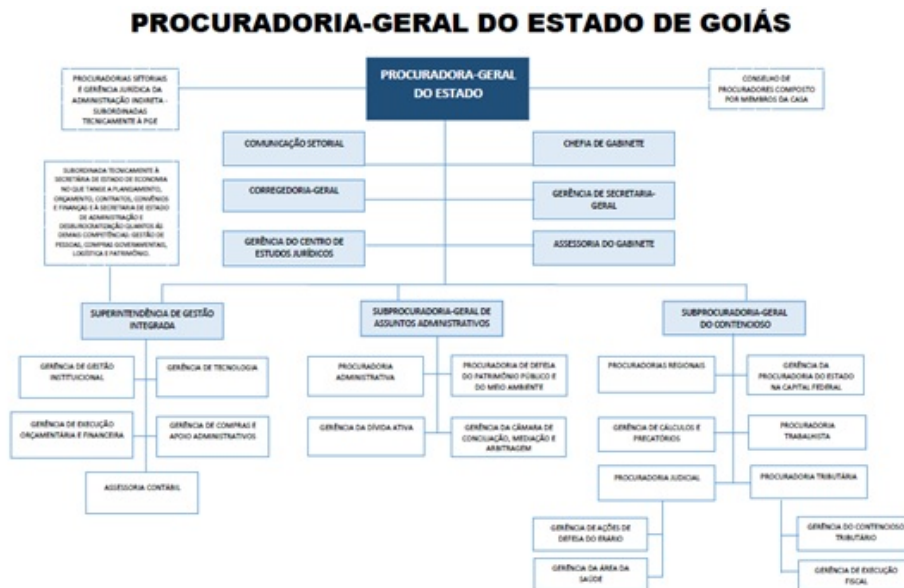 PROCURADORIA-GERAL DO ESTADO DE GOIÁS
PROCURADORA-GERAL
DO ESTADO
PROCURADORIAS SETORIAIS
E GERÊNCIA JURÍDICA DA
ADMINISTRAÇÃO INDIRETA -
SUBORDINADAS
TECNICAMENTE À PGE
CONSELHO DE
PROCURADORES COMPOSTO
POR MEMBROS DA CASA
COMUNICAÇÃO SETORIAL
CHEFIA DE GABINETE
CORREGEDORIA-GERAL
GERÊNCIA DE SECRETARIA-
GERAL
GERÊNCIA DO CENTRO DE
ESTUDOS JURÍDICOS
ASSESSORIA DO GABINETE
SUBORDINADA TECNICAMENTE À
SECRETÁRIA DE ESTADO DE ECONOMIA
NO QUE TANGE A PLANEJAMENTO,
ORÇAMENTO, CONTRATOS, CONVÊNIOS
E FINANÇAS E À SECRETARIA DE ESTADO
DE ADMINISTRAÇÃO E
DESBUROCRATIZAÇÃO QUANTOS ÀS
DEMAIS COMPETÊNCIAS: GESTÃO DE
PESSOAS, COMPRAS GOVERNAMENTAIS,
LOGÍSTICA E PATRIMÔNIO.
SUPERINTENDÊNCIA DE GESTÃO
INTEGRADA
SUBPROCURADORIA-GERAL DE
ASSUNTOS ADMINISTRATIVOS
SUBPROCURADORIA-GERAL
DO CONTENCIOSO
GERÊNCIA DE GESTÃO
INSTITUICIONAL
GERÊNCIA DE TECNOLOGIA
GERÊNCIA DE EXECUÇÃO
ORÇAMENTÁRIA E FINANCEIRA
GERÊNCIA DE COMPRAS E
APOIO ADMINISTRATIVOS
ASSESSORIA CONTÁBIL
PROCURADORIA
ADMINISTRATIVA
PROCURADORIA DE DEFESA
DO PATRIMÔNIO PÚBLICO E
DO MEIO AMBIENTE
GERÊNCIA DA DÍVIDA ATIVA
GERÊNCIA DA CÂMARA DE
CONCILIAÇÃO, MEDIAÇÃO E
ARBITRAGEM
PROCURADORIAS REGIONAIS
GERÊNCIA DA
PROCURADORIA DO ESTADO
NA CAPITAL FEDERAL
GERÊNCIA DE CÁLCULOS E
PRECATÓRIOS
PROCURADORIA
TRABALHISTA
PROCURADORIA JUDICIAL
PROCURADORIA TRIBUTÁRIA
GERÊNCIA DE AÇÕES DE
DEFESA DO ERÁRIO
GERÊNCIA DA ÁREA DA
SAÚDE
GERÊNCIA DO CONTENCIOSO
TRIBUTÁRIO
GERÊNCIA DE EXECUÇÃO
FISCAL